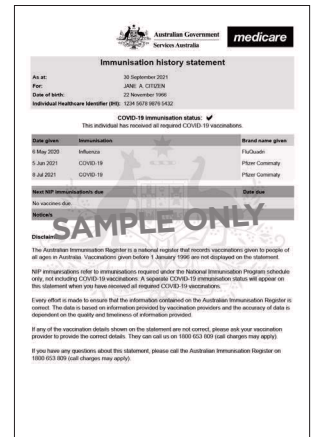 Australian Government
Services Australia
medicare
Immunisation history statement
As at: 30 September 2021
For: JANE A CITIZEN
Date of birth: 22 November 1966
Individual Healthcare Identifier (IHI): 1234 5678 9876 5432
COVID-19 immunisation status: ✔
This individual has received all required COVID-19 vaccinations.
Date given Immunisation Brand name given
6 May 2020 Influenza FluQuadri
5 Jun 2021 COVID-19 Pfizer Comirnaty
6 Jul 2021 COVID-19 Pfizer Comirnaty
Next NIP immunisation/s due Date due
No vaccines due.
Notice/s
SAMPLE ONLY
Disclaimer
The Australian Immunisation Register is a national register that records vaccinations given to people of
all ages in Australia. Vaccinations given before 1 January 1996 are not displayed on the statement.
NIP immunisations refer to immunisations required under the National Immunisation Program schedule
only, not including COVID-19 vaccinations. A separate COVID-19 immunisation status will appear on
this statement when you have received all required COVID-19 vaccinations.
Every effort is made to ensure that the information contained on the Australian Immunisation Register is
correct. The data is based on information provided by vaccination providers and the accuracy of data is
dependent on the quality and timeliness of information provided.
If any of the vaccination details shown on the statement are not correct, please ask your vaccination
provider to provide the correct details. They can call us on 1800 653 809 (call charges may apply).
If you have any questions about this statement, please call the Australian Immunisation Register on
1800 653 809 (call charges may apply).